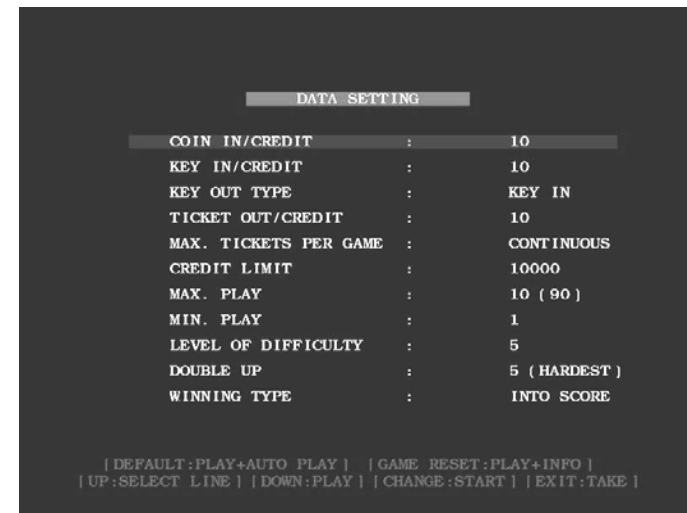 DATA SETTING
COIN IN/CREDIT : 10
KEY IN/CREDIT : 10
KEY OUT TYPE : KEY IN
TICKET OUT/CREDIT : 10
MAX. TICKETS PER GAME : CONTINUOUS
CREDIT LIMIT : 10000
MAX. PLAY : 10 (90)
MIN. PLAY : 1
LEVEL OF DIFFICULTY : 5
DOUBLE UP : 5 (HARDEST)
WINNING TYPE : INTO SCORE
[DEFAULT:PLAY+AUTO PLAY] [GAME RESET:PLAY+INFO]
[UP:SELECT LINE] [DOWN:PLAY] [CHANGE:START] [EXIT:TAKE]